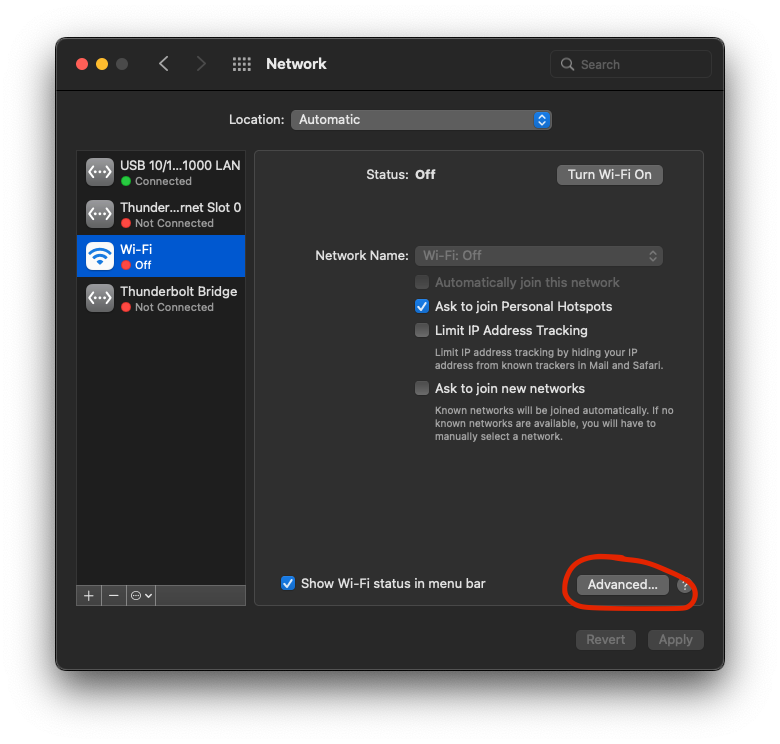 Network
Search
Location: Automatic
USB 10/1...1000 LAN
Connected
Thunder...rnet Slot 0
Not Connected
Wi-Fi
Off
Thunderbolt Bridge
Not Connected
Status: Off
Turn Wi-Fi On
Network Name: Wi-Fi: Off
Automatically join this network
Ask to join Personal Hotspots
Limit IP Address Tracking
Limit IP address tracking by hiding your IP
address from known trackers in Mail and Safari.
Ask to join new networks
Known networks will be joined automatically. If no
known networks are available, you will have to
manually select a network.
Show Wi-Fi status in menu bar
Advanced...
?
Revert
Apply